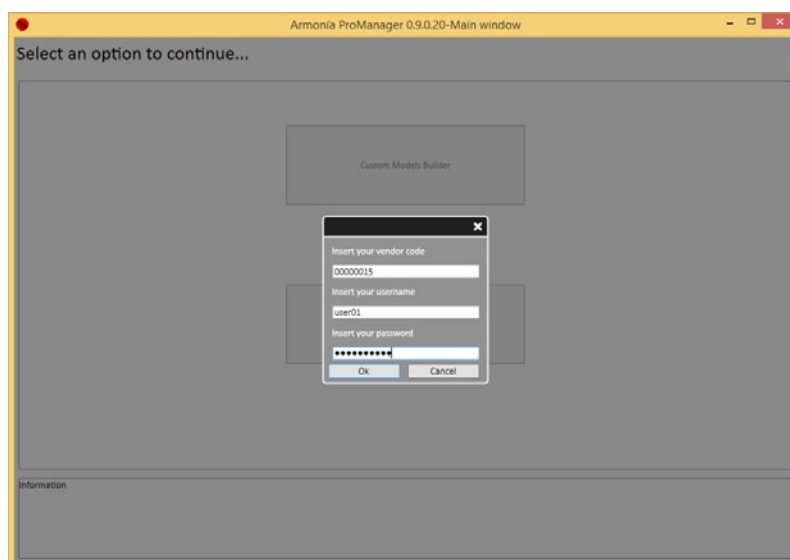 Armonía ProManager 0.9.0.20-Main window
Select an option to continue...
Custom Models Builder
Insert your vendor code
00000015
Insert your username
user01
Insert your password
••••••••••
Ok Cancel
Information